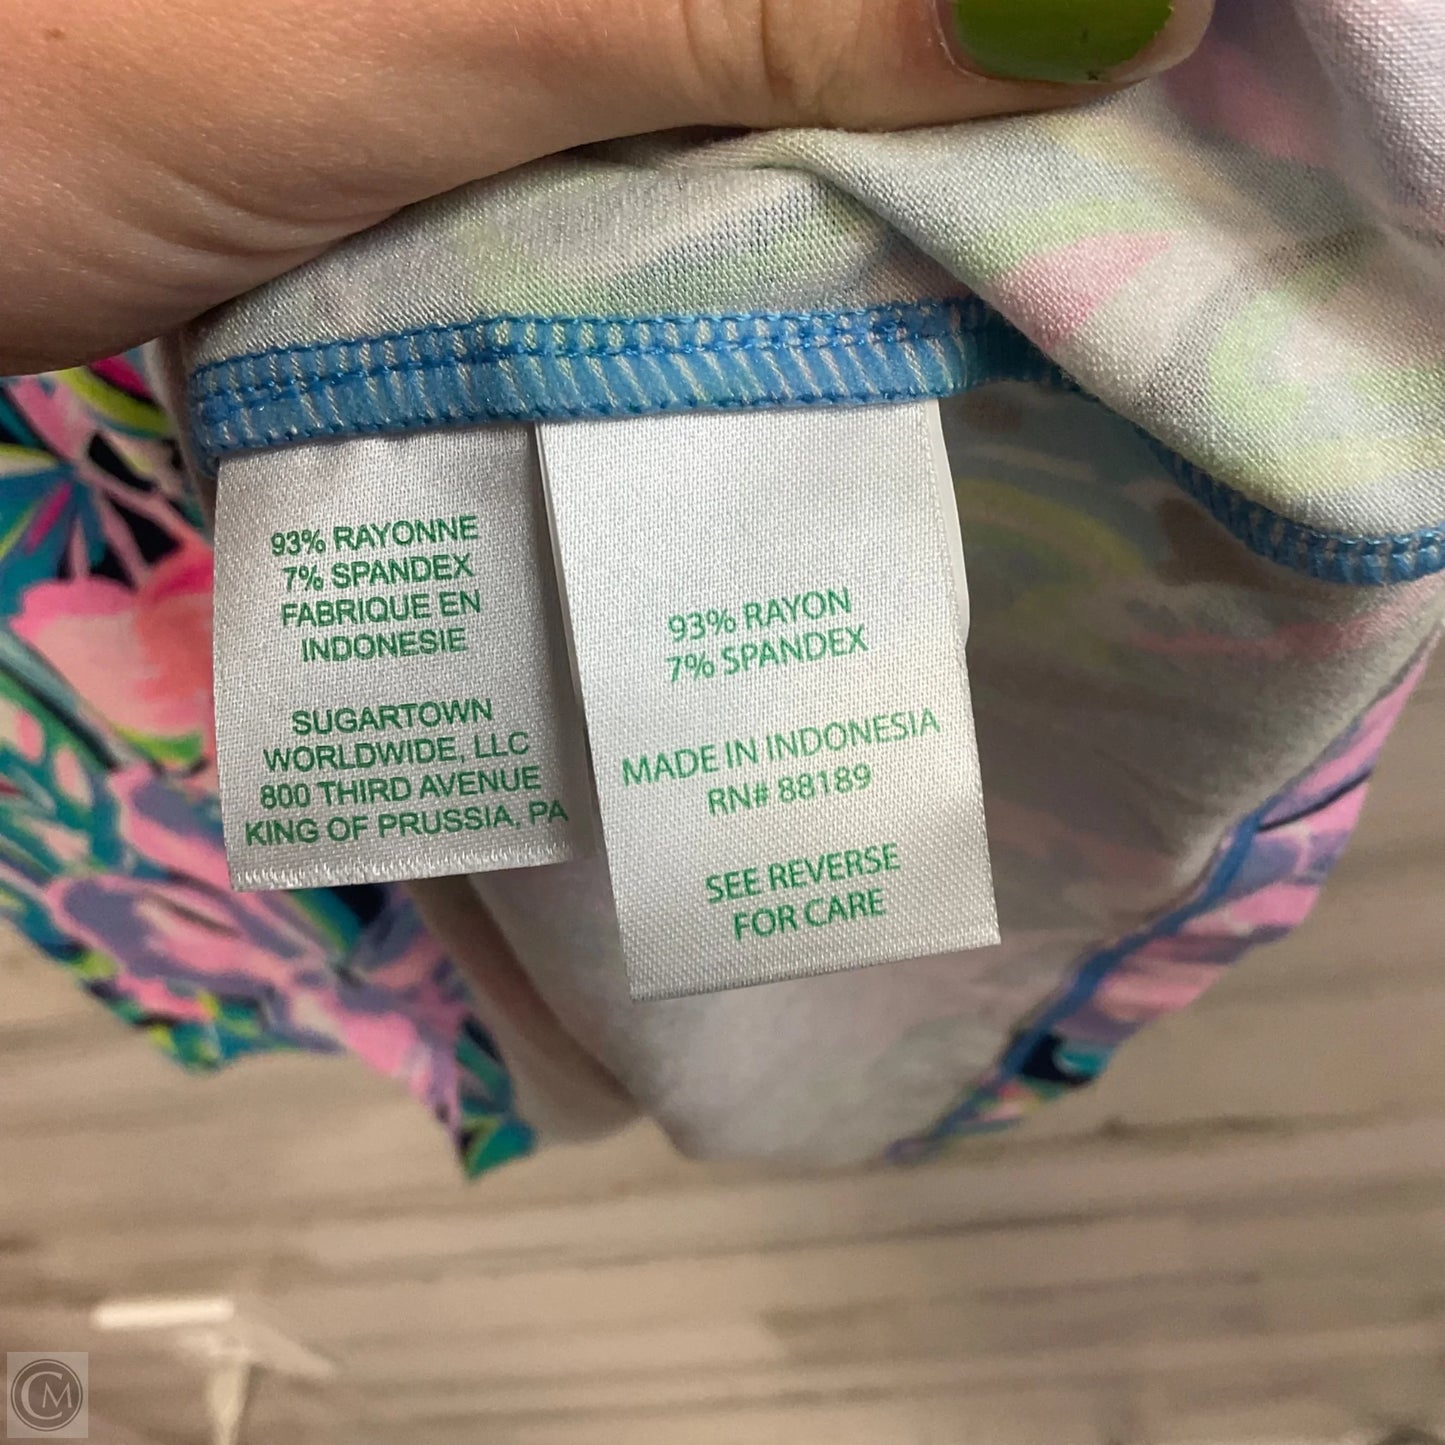 93% RAYONNE
7% SPANDEX
FABRIQUE EN
INDONESIE
SUGARTOWN
WORLDWIDE, LLC
800 THIRD AVENUE
KING OF PRUSSIA, PA
93% RAYON
7% SPANDEX
MADE IN INDONESIA
RN# 88189
SEE REVERSE
FOR CARE
CM